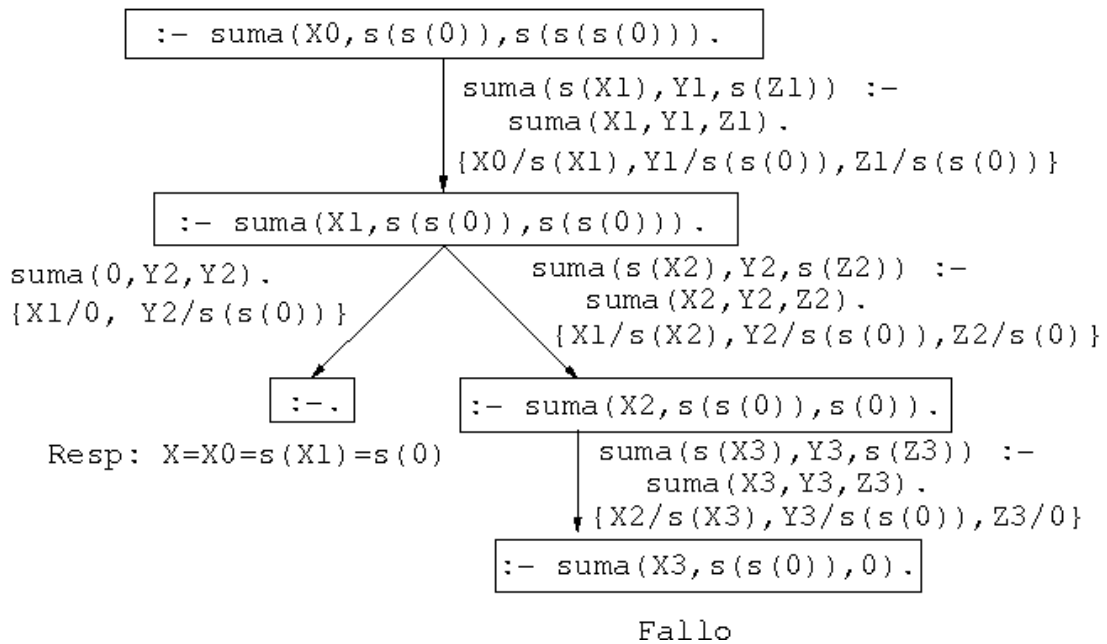 :- suma(X0,s(s(0)),s(s(s(0))).
suma(s(X1),Y1,s(Z1)) :-
suma(X1,Y1,Z1).
{X0/s(X1),Y1/s(s(0)),Z1/s(s(0))}
:- suma(X1,s(s(0)),s(s(0))).
suma(0,Y2,Y2).
{X1/0, Y2/s(s(0))}
suma(s(X2),Y2,s(Z2)) :-
suma(X2,Y2,Z2).
{X1/s(X2),Y2/s(s(0)),Z2/s(0)}
:-.
Resp: X=X0=s(X1)=s(0)
:- suma(X2,s(s(0)),s(0)).
suma(s(X3),Y3,s(Z3)) :-
suma(X3,Y3,Z3).
{X2/s(X3),Y3/s(s(0)),Z3/0}
:- suma(X3,s(s(0)),0).
Fallo